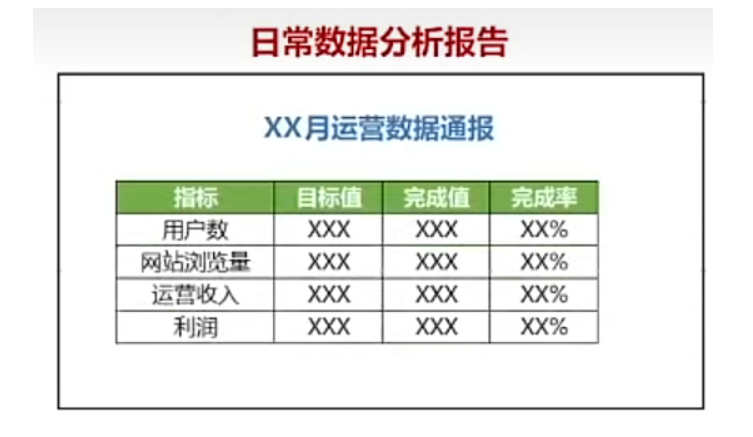 日常数据分析报告
XX月运营数据通报
指标 目标值 完成值 完成率
用户数 XXX XXX XX%
网站浏览量 XXX XXX XX%
运营收入 XXX XXX XX%
利润 XXX XXX XX%